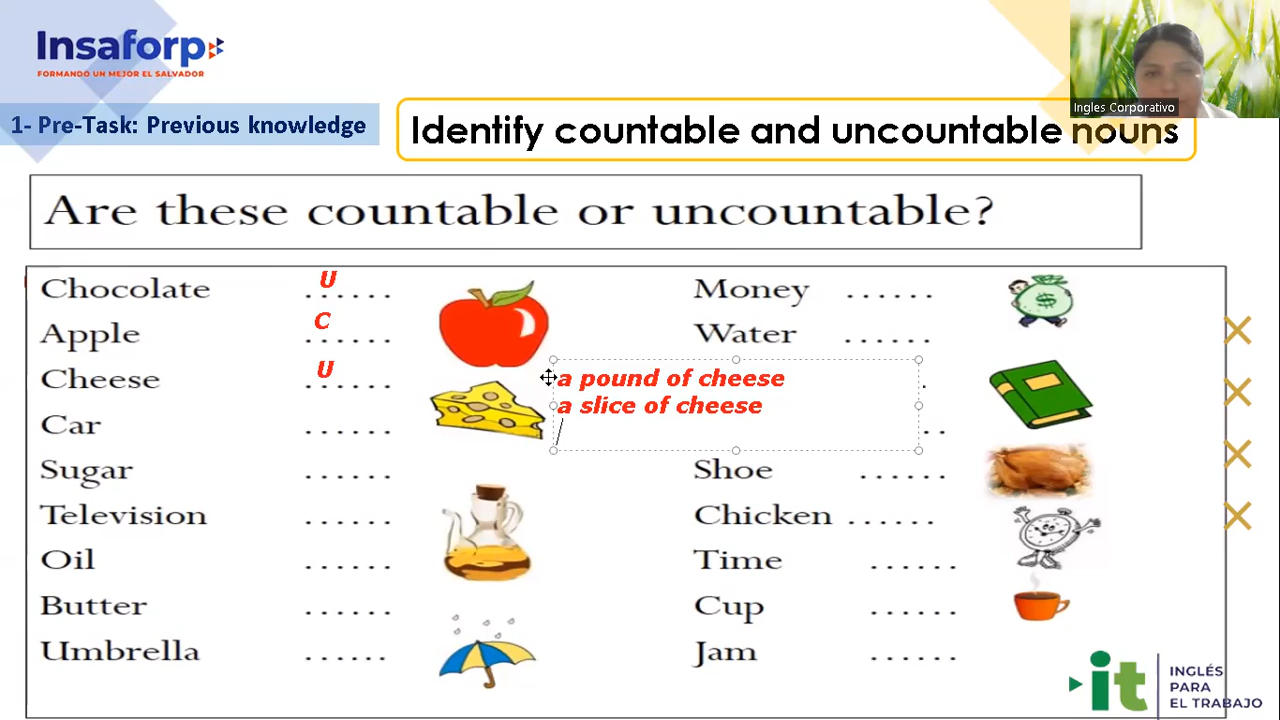 Insaforp
FORMANDO UN MEJOR EL SALVADOR
Ingles Corporativo
1- Pre-Task: Previous knowledge
Identify countable and uncountable nouns
Are these countable or uncountable?
Chocolate ...... U
Apple ...... C
Cheese ...... U
Car ......
Sugar ......
Television ......
Oil ......
Butter ......
Umbrella ......
a pound of cheese
a slice of cheese
Money ......
Water ......
Shoe ......
Chicken ......
Time ......
Cup ......
Jam ......
$
it
INGLÉS
PARA
EL TRABAJO